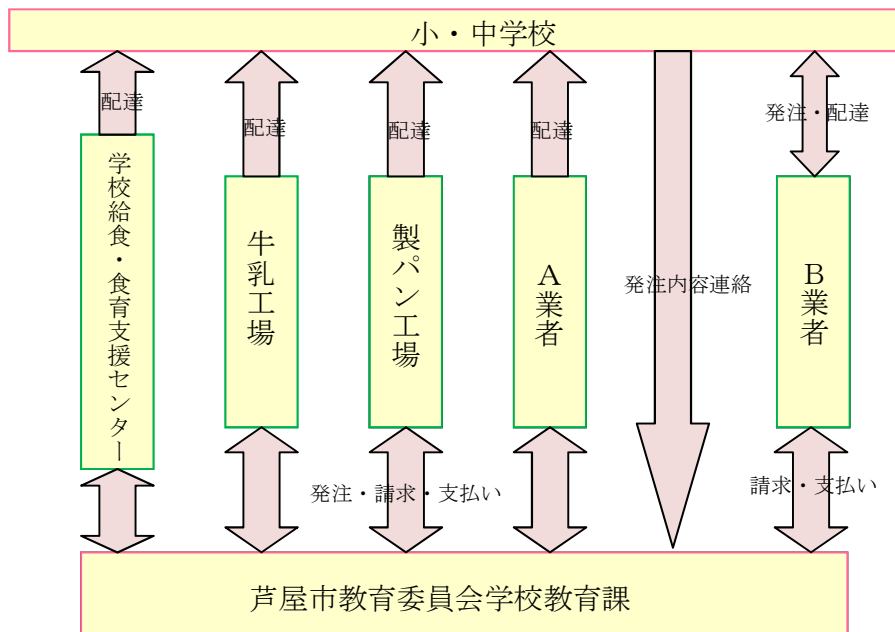 小・中学校
配達
配達
配達
配達
発注・配達
学校給食・食育支援センター
牛乳工場
製パン工場
A業者
発注内容連絡
B業者
発注・請求・支払い
請求・支払い
芦屋市教育委員会学校教育課